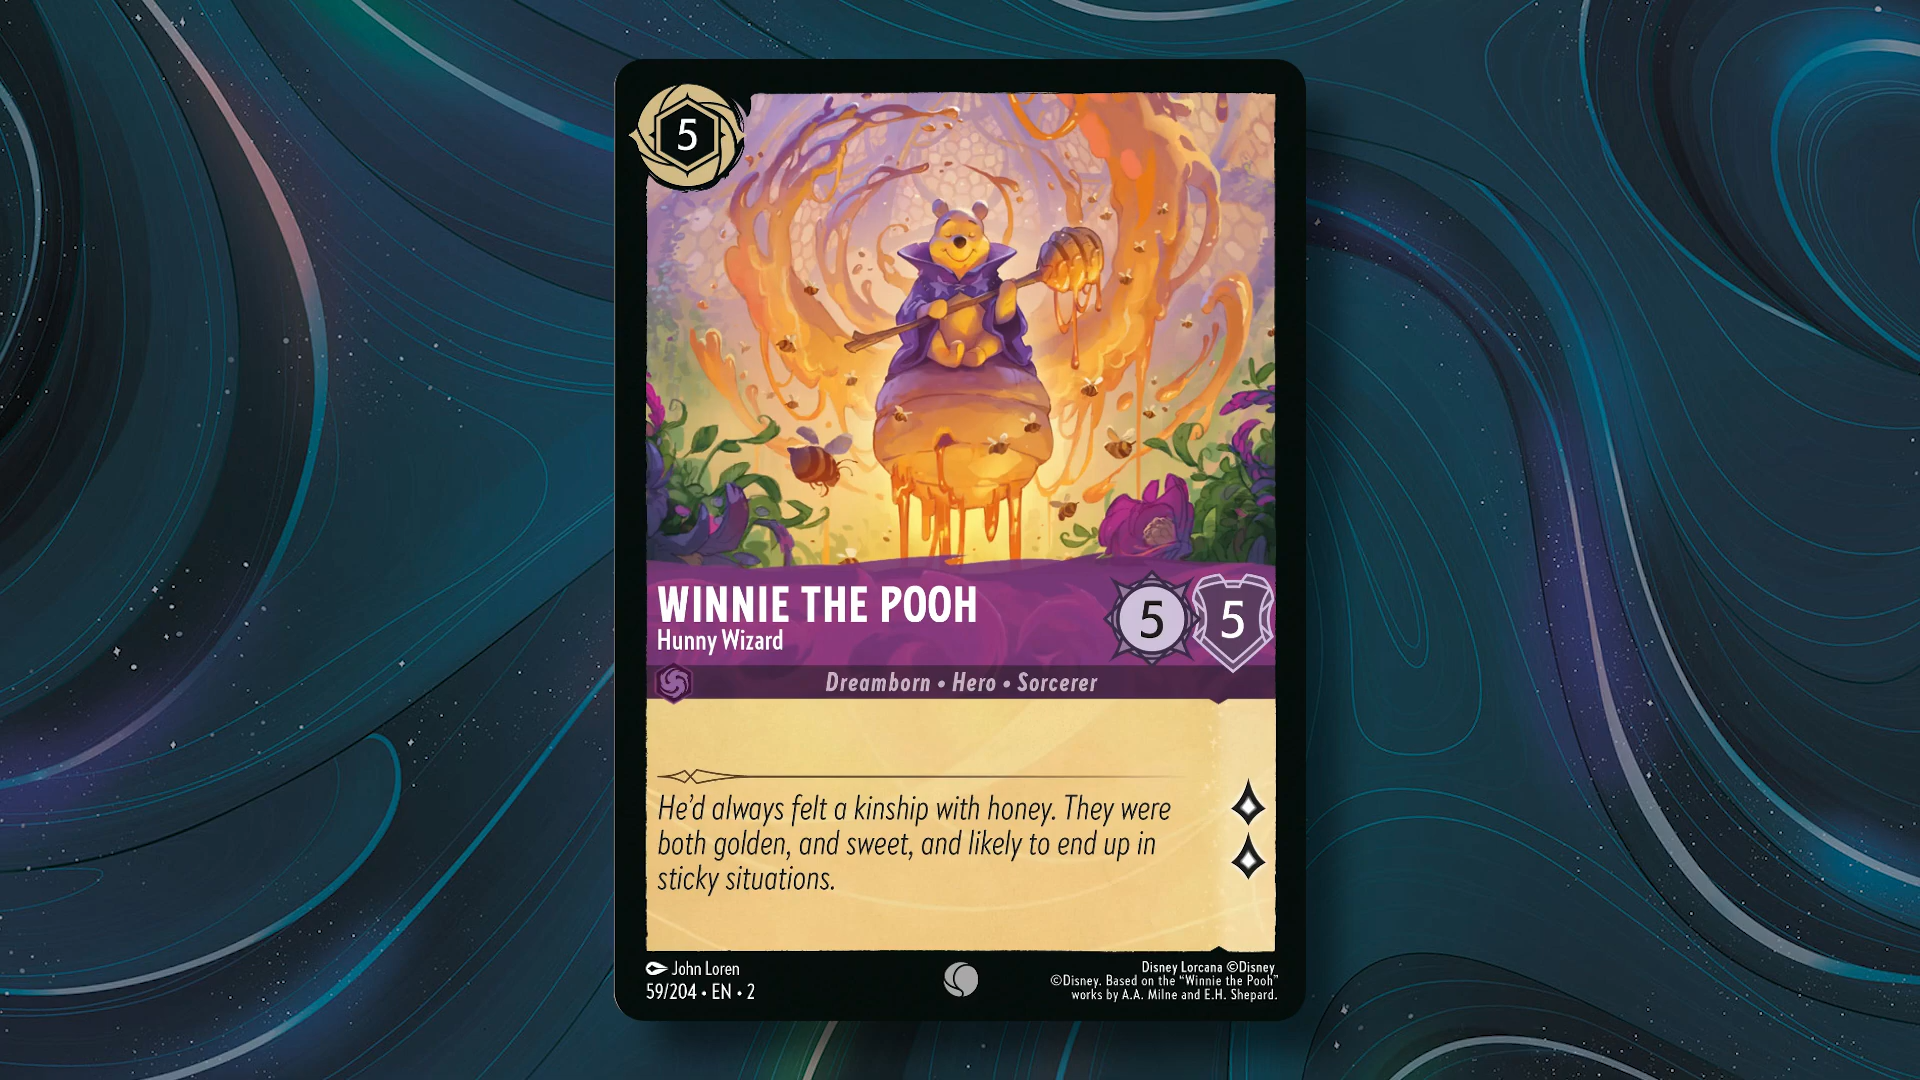 5
WINNIE THE POOH
Hunny Wizard
5 5
Dreamborn • Hero • Sorcerer
He'd always felt a kinship with honey. They were
both golden, and sweet, and likely to end up in
sticky situations.
John Loren
59/204 • EN • 2
Disney Lorcana ©Disney
©Disney. Based on the “Winnie the Pooh”
works by A.A. Milne and E.H. Shepard.